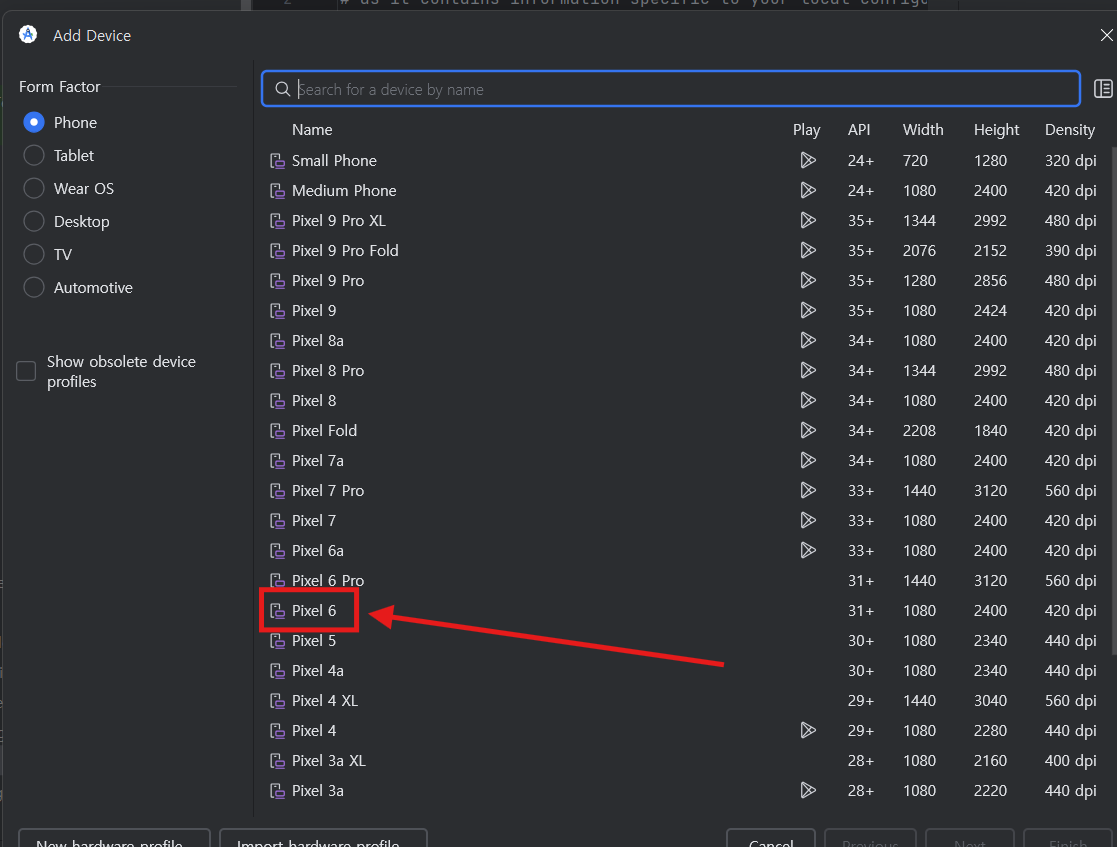 # as it contains information specific to your local configu
Add Device
Form Factor
Phone
Tablet
Wear OS
Desktop
TV
Automotive
Show obsolete device
profiles
Search for a device by name
Name Play API Width Height Density
Small Phone 24+ 720 1280 320 dpi
Medium Phone 24+ 1080 2400 420 dpi
Pixel 9 Pro XL 35+ 1344 2992 480 dpi
Pixel 9 Pro Fold 35+ 2076 2152 390 dpi
Pixel 9 Pro 35+ 1280 2856 480 dpi
Pixel 9 35+ 1080 2424 420 dpi
Pixel 8a 34+ 1080 2400 420 dpi
Pixel 8 Pro 34+ 1344 2992 480 dpi
Pixel 8 34+ 1080 2400 420 dpi
Pixel Fold 34+ 2208 1840 420 dpi
Pixel 7a 34+ 1080 2400 420 dpi
Pixel 7 Pro 33+ 1440 3120 560 dpi
Pixel 7 33+ 1080 2400 420 dpi
Pixel 6a 33+ 1080 2400 420 dpi
Pixel 6 Pro 31+ 1440 3120 560 dpi
Pixel 6 31+ 1080 2400 420 dpi
Pixel 5 30+ 1080 2340 440 dpi
Pixel 4a 30+ 1080 2340 440 dpi
Pixel 4 XL 29+ 1440 3040 560 dpi
Pixel 4 29+ 1080 2280 440 dpi
Pixel 3a XL 28+ 1080 2160 400 dpi
Pixel 3a 28+ 1080 2220 440 dpi
New hardware profile Import hardware profile Cancel Previous Next Finish